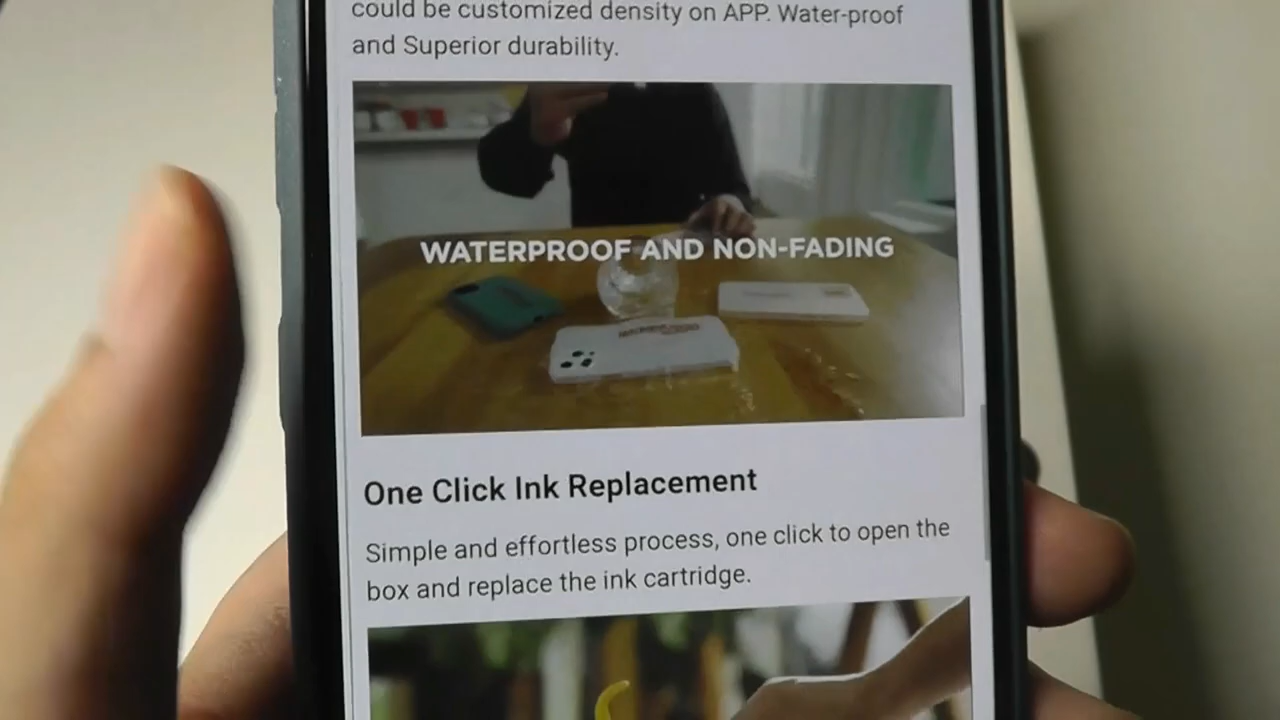 could be customized density on APP. Water-proof
and Superior durability.
WATERPROOF AND NON-FADING
One Click Ink Replacement
Simple and effortless process, one click to open the
box and replace the ink cartridge.